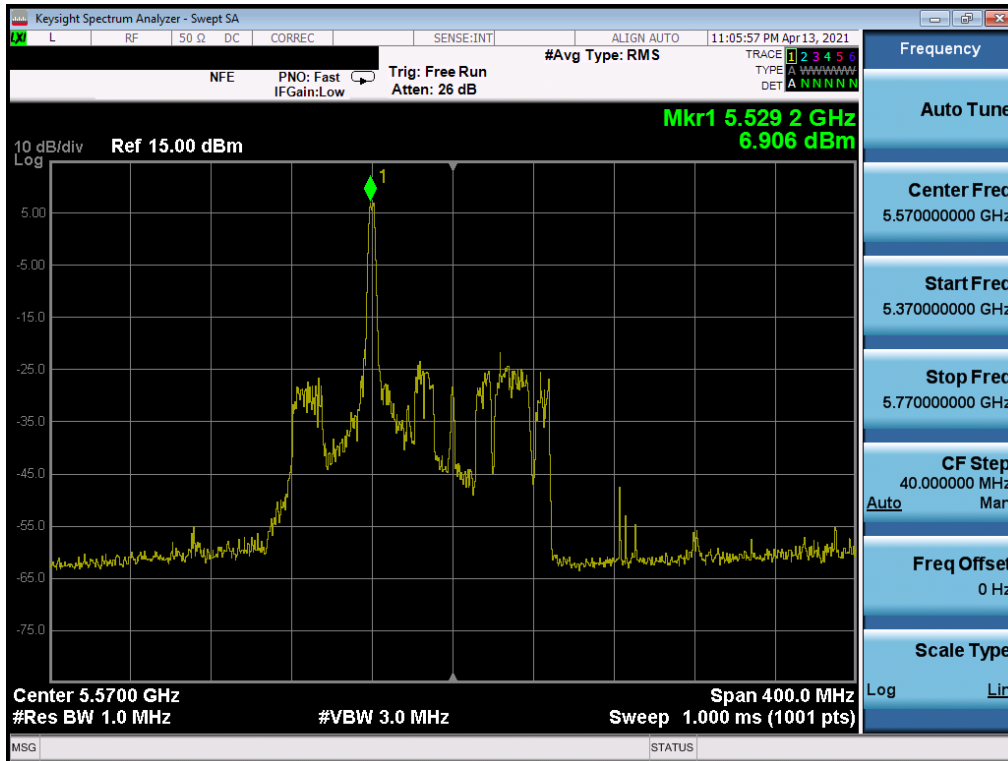 Keysight Spectrum Analyzer - Swept SA
LXI L RF 50 Ω DC CORREC SENSE:INT ALIGN AUTO 11:05:57 PM Apr 13, 2021
#Avg Type: RMS
TRACE 1 2 3 4 5 6
TYPE A WWWWW
DET A N N N N N
NFE PNO: Fast Trig: Free Run
IFGain:Low Atten: 26 dB
Mkr1 5.529 2 GHz
6.906 dBm
10 dB/div Ref 15.00 dBm
Log
1
5.00
-5.00
-15.0
-25.0
-35.0
-45.0
-55.0
-65.0
-75.0
Center 5.5700 GHz Span 400.0 MHz
#Res BW 1.0 MHz #VBW 3.0 MHz Sweep 1.000 ms (1001 pts)
MSG STATUS
Frequency
Auto Tune
Center Freq
5.570000000 GHz
Start Freq
5.370000000 GHz
Stop Freq
5.770000000 GHz
CF Step
40.000000 MHz
Auto Man
Freq Offset
0 Hz
Scale Type
Log Lin